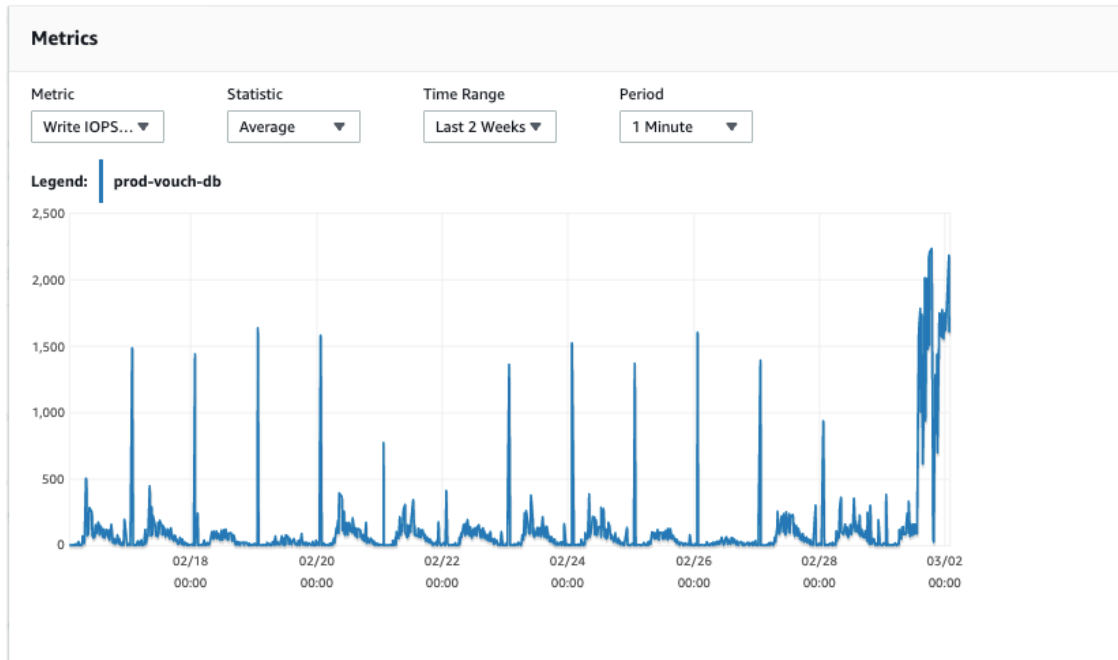 Metrics
Metric Statistic Time Range Period
Write IOPS... Average Last 2 Weeks 1 Minute
Legend: prod-vouch-db
2,500
2,000
1,500
1,000
500
0
02/18 02/20 02/22 02/24 02/26 02/28 03/02
00:00 00:00 00:00 00:00 00:00 00:00 00:00